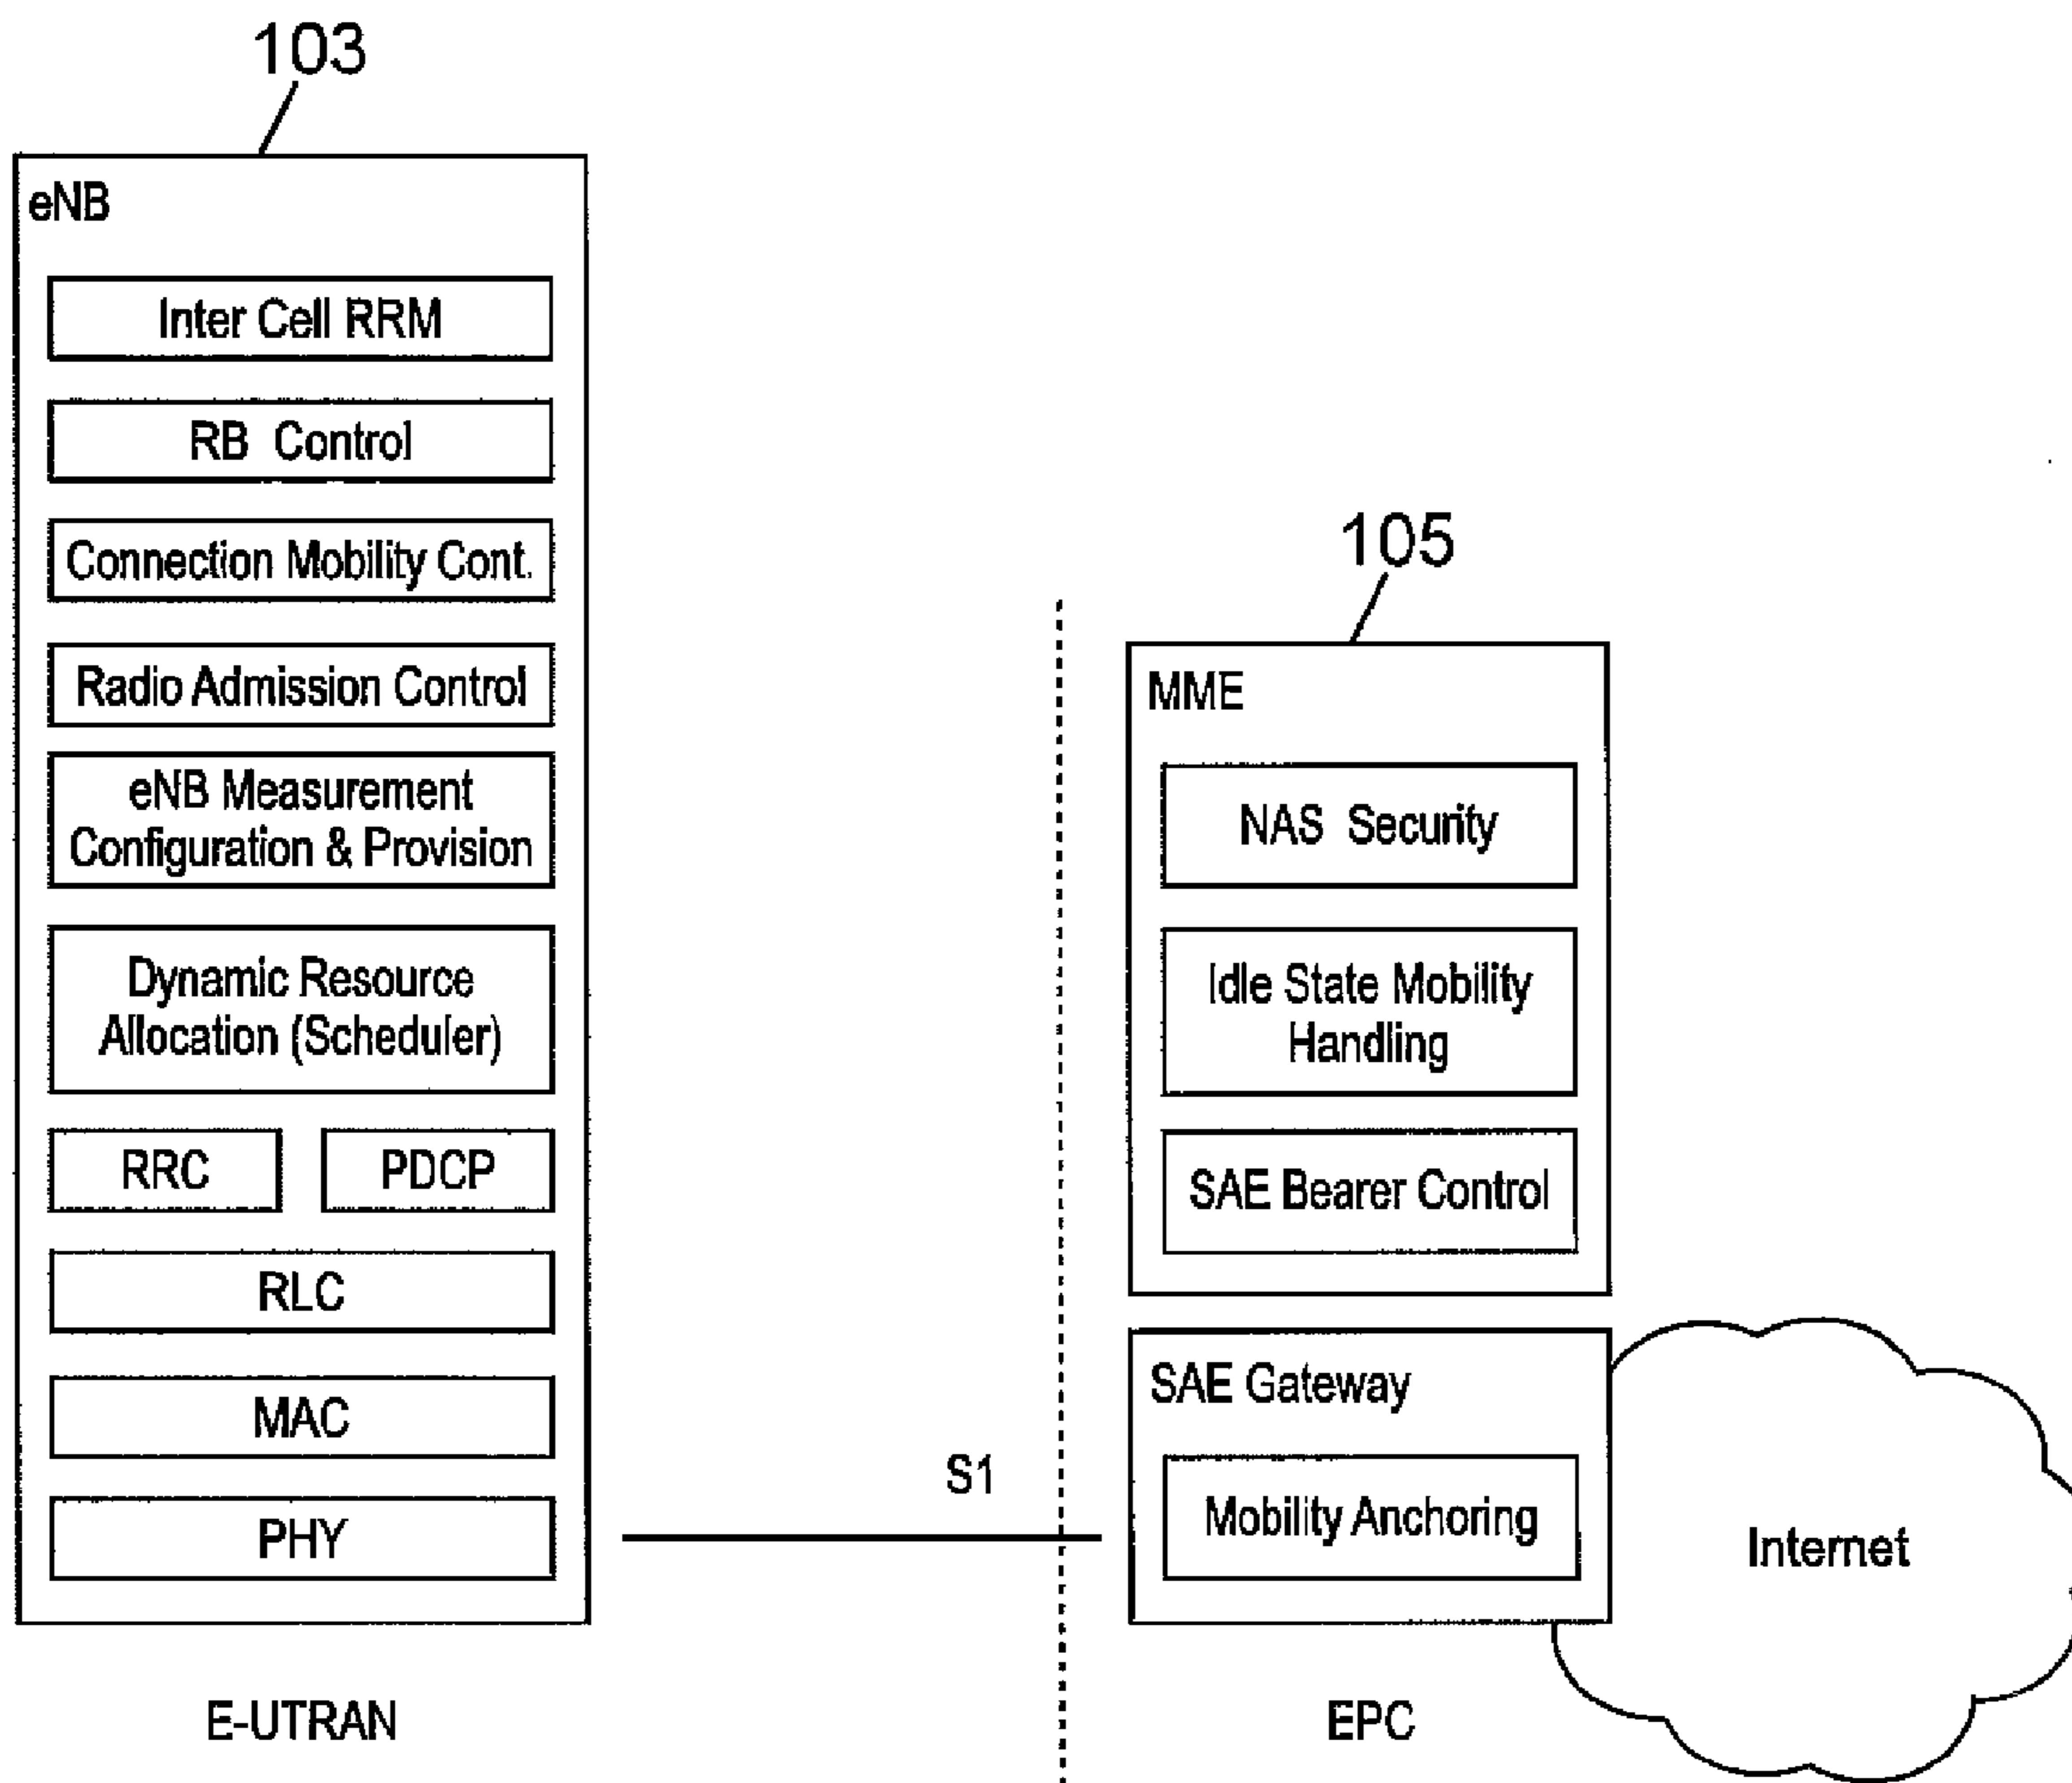 103
eNB
Inter Cell RRM
RB Control
Connection Mobility Cont.
Radio Admission Control
eNB Measurement
Configuration & Provision
Dynamic Resource
Allocation (Scheduler)
RRC
PDCP
RLC
MAC
PHY
E-UTRAN
S1
105
MME
NAS Security
Idle State Mobility
Handling
SAE Bearer Control
SAE Gateway
Mobility Anchoring
Internet
EPC